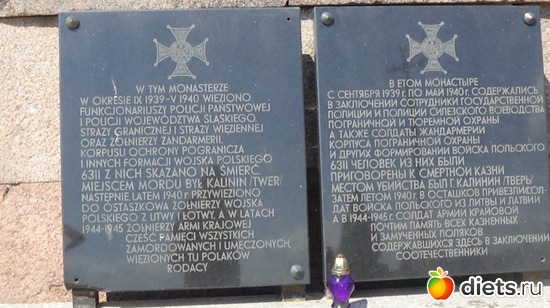 W TYM MONASTERZE
W OKRESIE IX 1939-V 1940 WIĘZIONO
FUNKCJONARIUSZY POLICJI PAŃSTWOWEJ
I POLICJI WOJEWÓDZTWA ŚLĄSKIEGO,
STRAŻY GRANICZNEJ I STRAŻY WIĘZIENNEJ
ORAZ ŻOŁNIERZY ŻANDARMERII,
KORPUSU OCHRONY POGRANICZA
I INNYCH FORMACJI WOJSKA POLSKIEGO
6311 Z NICH SKAZANO NA ŚMIERĆ,
MIEJSCEM MORDU BYŁ KALININ /TWER/
NASTĘPNIE LATEM 1940 R. PRZYWIEZIONO
DO OSTASZKOWA ŻOŁNIERZY WOJSKA
POLSKIEGO Z LITWY I ŁOTWY, A W LATACH
1944-1945 ŻOŁNIERZY ARMII KRAJOWEJ
CZEŚĆ PAMIĘCI WSZYSTKICH
ZAMORDOWANYCH I UMĘCZONYCH,
WIĘZIONYCH TU POLAKÓW
RODACY
В ЕТОМ МОНАСТЫРЕ
С СЕНТЯБРЯ 1939 Г. ПО МАЙ 1940 Г. СОДЕРЖАЛИСЬ
В ЗАКЛЮЧЕНИИ СОТРУДНИКИ ГОСУДАРСТВЕННОЙ
ПОЛИЦИИ И ПОЛИЦИИ СИЛЕЗСКОГО ВОЕВОДСТВА
ПОГРАНИЧНОЙ И ТЮРЕМНОЙ ОХРАНЫ
А ТАКЖЕ СОЛДАТЫ ЖАНДАРМЕРИИ
КОРПУСА ПОГРАНИЧНОЙ ОХРАНЫ
И ДРУГИХ ФОРМИРОВАНИЙ ВОЙСКА ПОЛЬСКОГО
6311 ЧЕЛОВЕК ИЗ НИХ БЫЛИ
ПРИГОВОРЕНЫ К СМЕРТНОЙ КАЗНИ
МЕСТОМ УБИЙСТВА БЫЛ Г. КАЛИНИН /ТВЕРЬ/
ЗАТЕМ ЛЕТОМ 1940 Г. В ОСТАШКОВ ПРИВЕЗЛИ СОЛ-
ДАТ ВОЙСКА ПОЛЬСКОГО ИЗ ЛИТВЫ И ЛАТВИИ
А В 1944-1945Г. СОЛДАТ АРМИИ КРАЙОВОЙ
ПОЧТИМ ПАМЯТЬ ВСЕХ КАЗНЕННЫХ
И ЗАМУЧЕННЫХ ПОЛЯКОВ
СОДЕРЖАВШИХСЯ ЗДЕСЬ В ЗАКЛЮЧЕНИИ
СООТЕЧЕСТВЕННИКИ
diets.ru